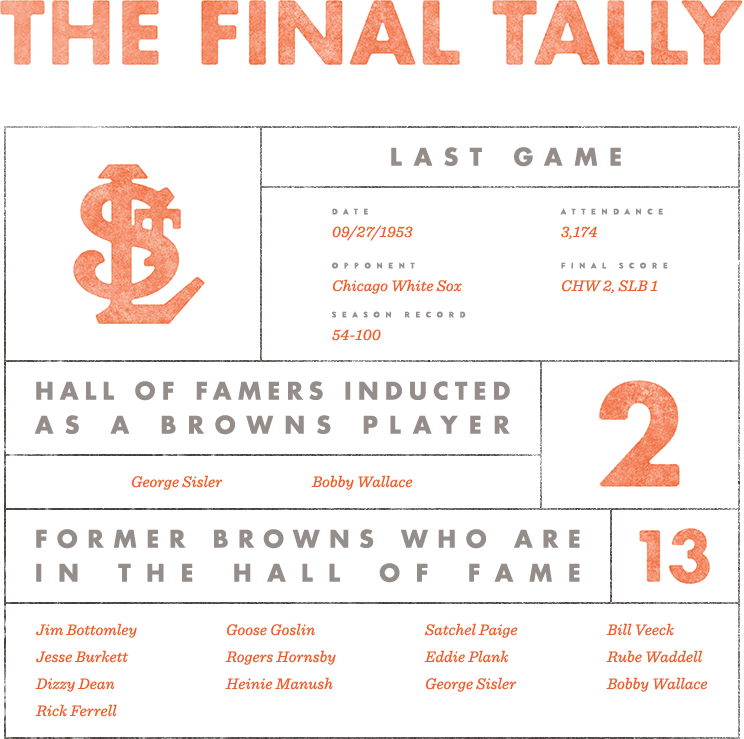 THE FINAL TALLY
STL
LAST GAME
DATE
09/27/1953
ATTENDANCE
3,174
OPPONENT
Chicago White Sox
FINAL SCORE
CHW 2, SLB 1
SEASON RECORD
54-100
HALL OF FAMERS INDUCTED
AS A BROWNS PLAYER
2
George Sisler Bobby Wallace
FORMER BROWNS WHO ARE
IN THE HALL OF FAME
13
Jim Bottomley Goose Goslin Satchel Paige Bill Veeck
Jesse Burkett Rogers Hornsby Eddie Plank Rube Waddell
Dizzy Dean Heinie Manush George Sisler Bobby Wallace
Rick Ferrell